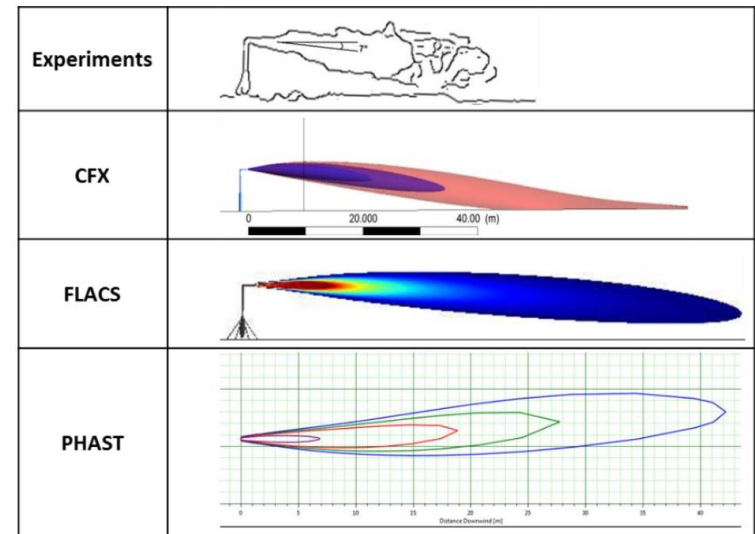 Experiments
7°
CFX
0 20.000 40.00 (m)
FLACS
PHAST
0 5 10 15 20 25 30 35 40
Distance Downwind [m]